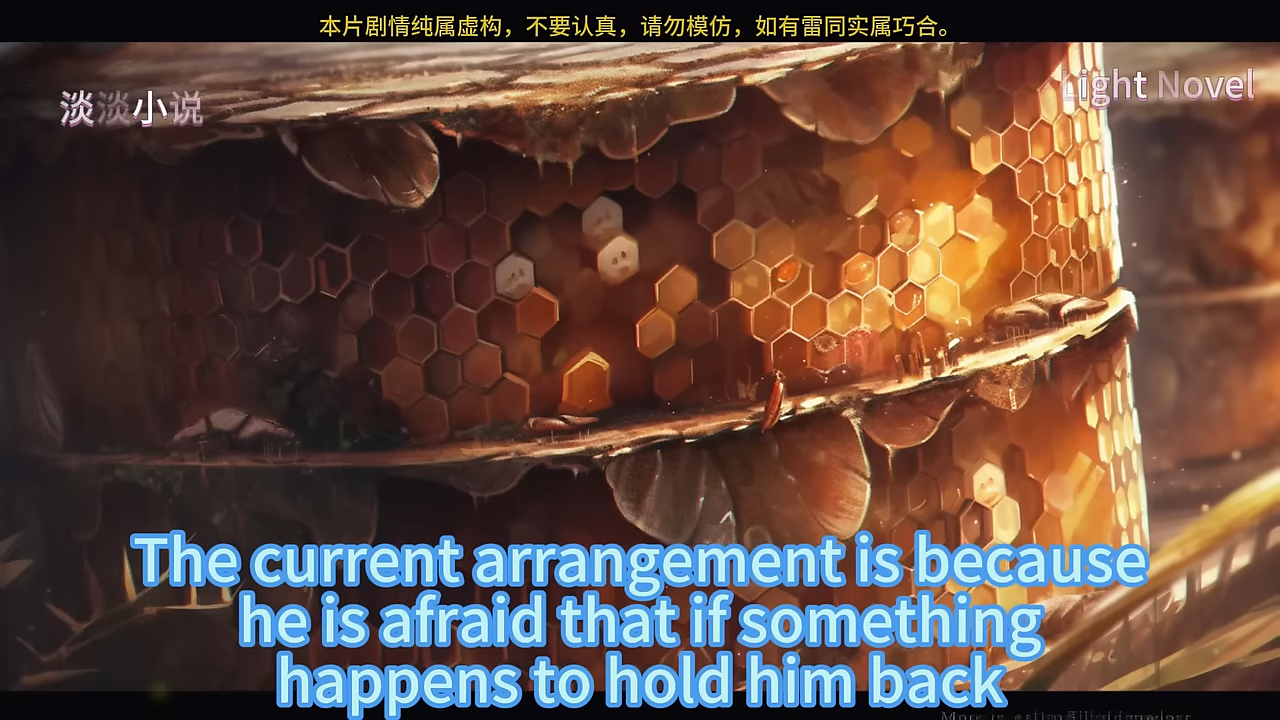 本片剧情纯属虚构，不要认真，请勿模仿，如有雷同实属巧合。
淡淡小说
Light Novel
The current arrangement is because
he is afraid that if something
happens to hold him back